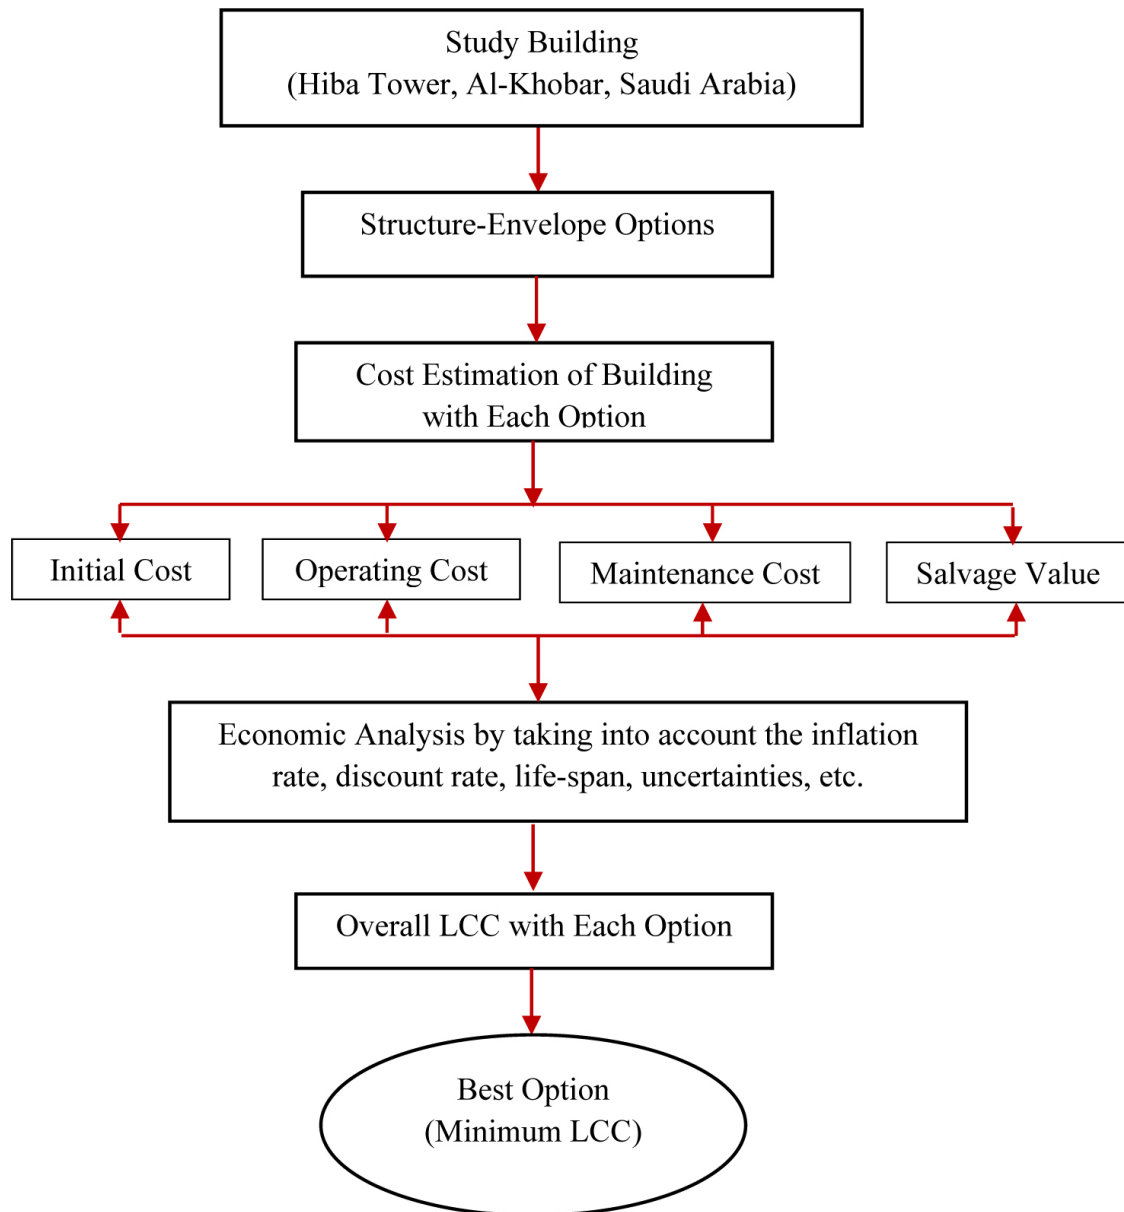 Study Building
(Hiba Tower, Al-Khobar, Saudi Arabia)
Structure-Envelope Options
Cost Estimation of Building
with Each Option
Initial Cost
Operating Cost
Maintenance Cost
Salvage Value
Economic Analysis by taking into account the inflation
rate, discount rate, life-span, uncertainties, etc.
Overall LCC with Each Option
Best Option
(Minimum LCC)